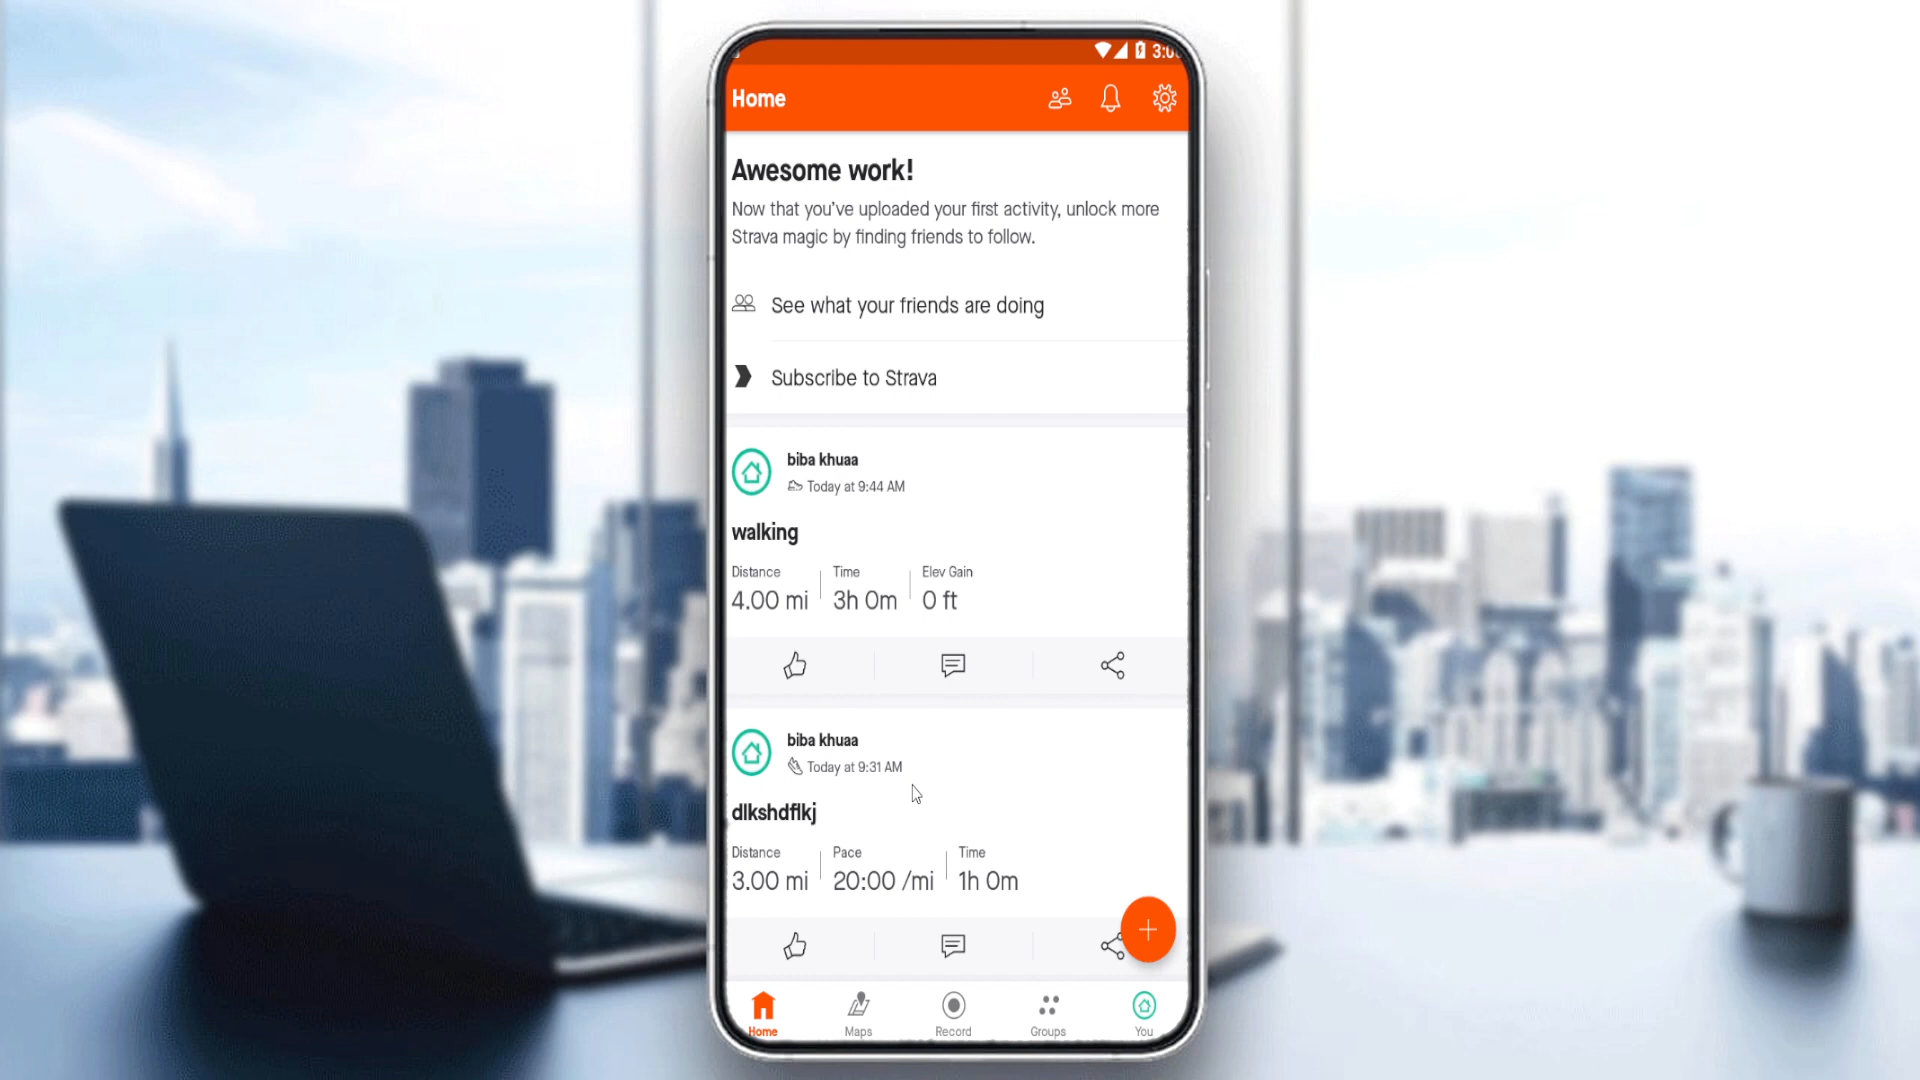 Home
Awesome work!
Now that you've uploaded your first activity, unlock more
Strava magic by finding friends to follow.
See what your friends are doing
Subscribe to Strava
biba khuaa
Today at 9:44 AM
walking
Distance Time Elev Gain
4.00 mi 3h 0m 0 ft
biba khuaa
Today at 9:31 AM
dlkshdflkj
Distance Pace Time
3.00 mi 20:00 /mi 1h 0m
Home Maps Record Groups You